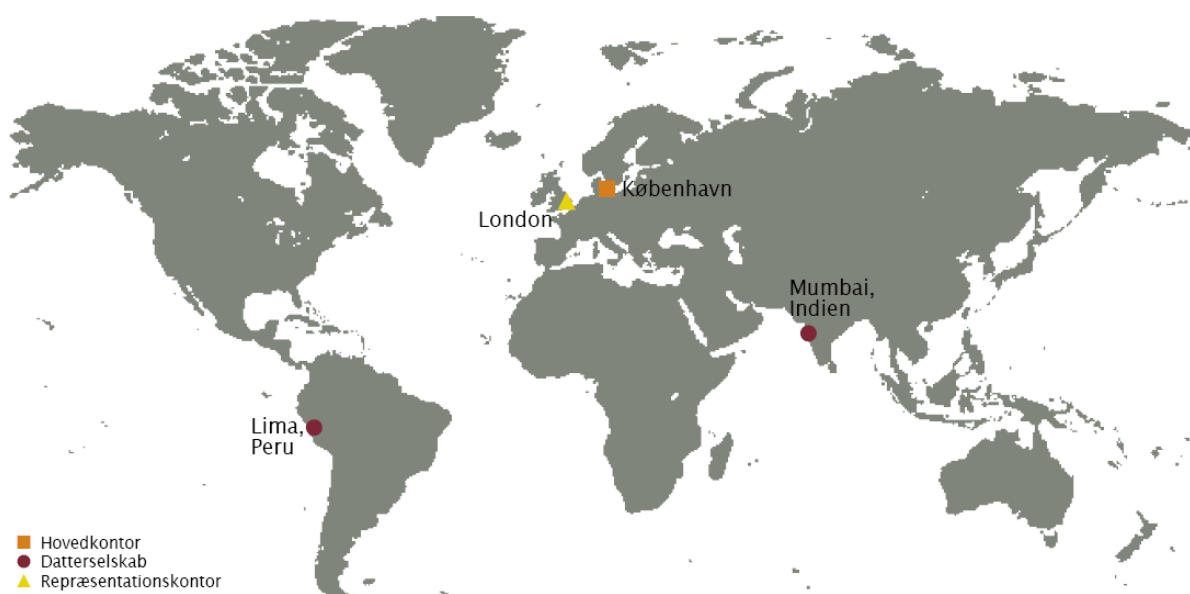 København
London
Mumbai,
Indien
Lima,
Peru
Hovedkontor
Datterselskab
Repræsentationskontor